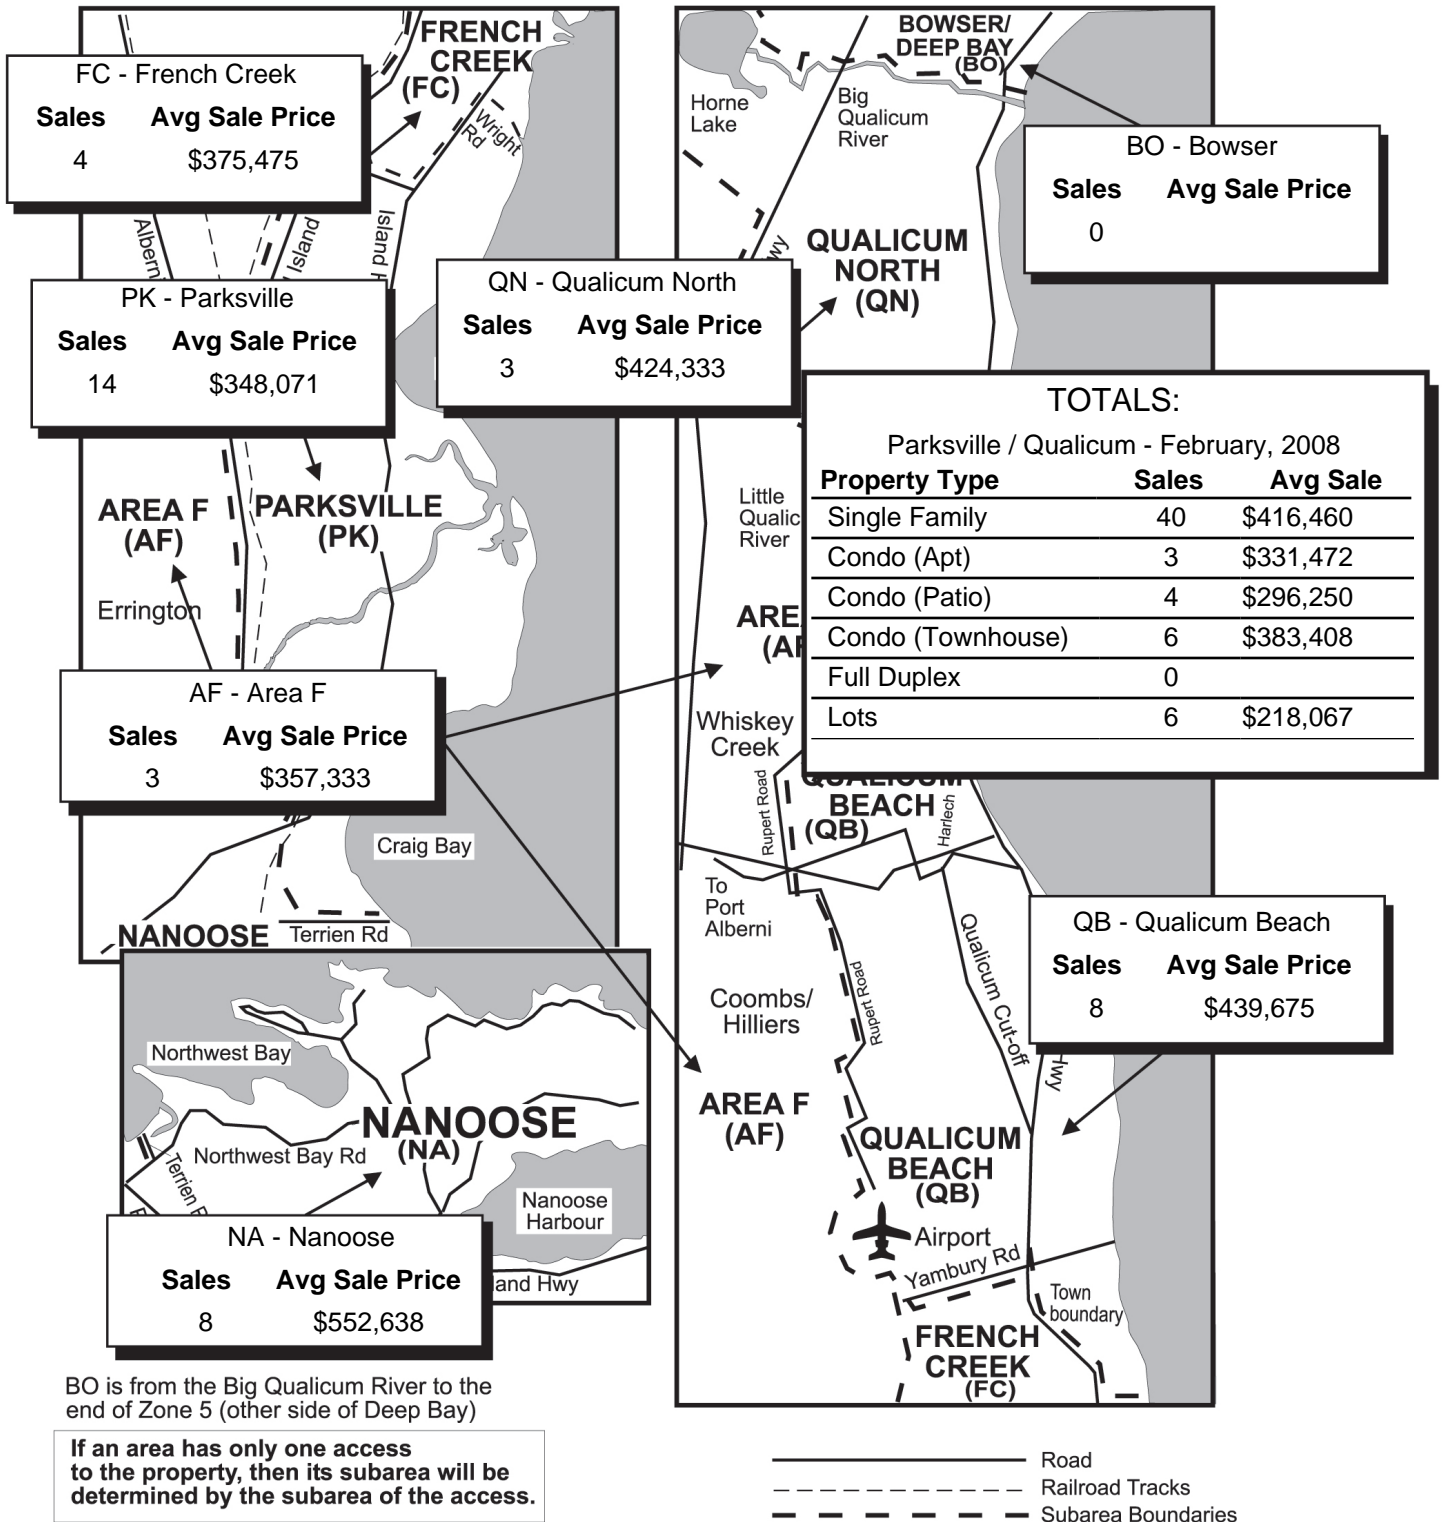 FRENCH
CREEK
(FC)
FC - French Creek
Sales Avg Sale Price
4 $375,475
Wright
Rd
Island
PK - Parksville
Sales Avg Sale Price
14 $348,071
AREA F
(AF)
PARKSVILLE
(PK)
Errington
AF - Area F
Sales Avg Sale Price
3 $357,333
Craig Bay
NANOOSE
Terrien Rd
Northwest Bay
NANOOSE
(NA)
Northwest Bay Rd
Terrien
Nanoose
Harbour
NA - Nanoose
Sales Avg Sale Price
8 $552,638
Hwy
BO is from the Big Qualicum River to the
end of Zone 5 (other side of Deep Bay)
If an area has only one access
to the property, then its subarea will be
determined by the subarea of the access.
BOWSER/
DEEP BAY
(BO)
Horne
Lake
Big
Qualicum
River
BO - Bowser
Sales Avg Sale Price
0
QUALICUM
NORTH
(QN)
QN - Qualicum North
Sales Avg Sale Price
3 $424,333
TOTALS:
Parksville / Qualicum - February, 2008
Property Type Sales Avg Sale
Single Family 40 $416,460
Condo (Apt) 3 $331,472
Condo (Patio) 4 $296,250
Condo (Townhouse) 6 $383,408
Full Duplex 0
Lots 6 $218,067
Little
Qualic
River
Whiskey
Creek
Rupert Road
QUALICUM
BEACH
(QB)
Harlech
To
Port
Alberni
Qualicum Cut-off
QB - Qualicum Beach
Sales Avg Sale Price
8 $439,675
Rupert Road
Coombs/
Hilliers
Hwy
AREA F
(AF)
QUALICUM
BEACH
(QB)
Airport
Yambury Rd
Town
boundary
FRENCH
CREEK
(FC)
Road
Railroad Tracks
Subarea Boundaries